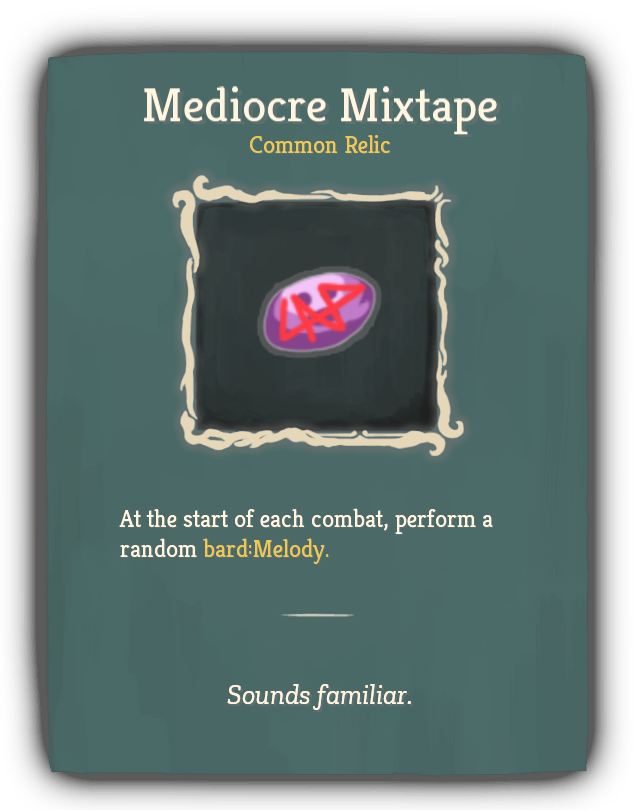 Mediocre Mixtape
Common Relic
At the start of each combat, perform a
random bard:Melody.
Sounds familiar.